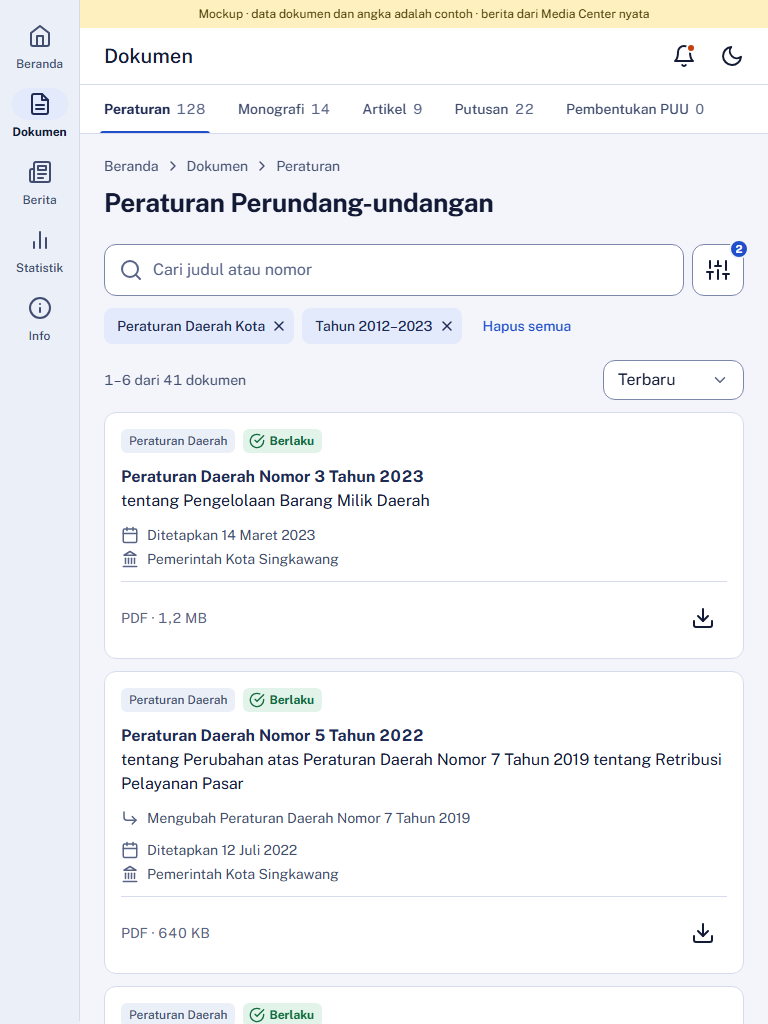 Mockup · data dokumen dan angka adalah contoh · berita dari Media Center nyata
Beranda
Dokumen
Berita
Statistik
Info
Dokumen
Peraturan 128
Monografi 14
Artikel 9
Putusan 22
Pembentukan PUU 0
Beranda > Dokumen > Peraturan
Peraturan Perundang-undangan
Cari judul atau nomor
2
Peraturan Daerah Kota
Tahun 2012–2023
Hapus semua
1–6 dari 41 dokumen
Terbaru
Peraturan Daerah
Berlaku
Peraturan Daerah Nomor 3 Tahun 2023
tentang Pengelolaan Barang Milik Daerah
Ditetapkan 14 Maret 2023
Pemerintah Kota Singkawang
PDF · 1,2 MB
Peraturan Daerah
Berlaku
Peraturan Daerah Nomor 5 Tahun 2022
tentang Perubahan atas Peraturan Daerah Nomor 7 Tahun 2019 tentang Retribusi
Pelayanan Pasar
Mengubah Peraturan Daerah Nomor 7 Tahun 2019
Ditetapkan 12 Juli 2022
Pemerintah Kota Singkawang
PDF · 640 KB
Peraturan Daerah
Berlaku